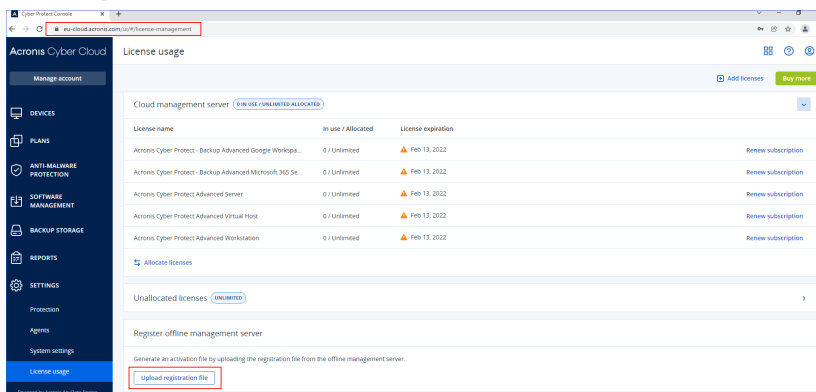 Cyber Protect Console
eu-cloud.acronis.com/ui/#/license-management
Acronis Cyber Cloud
License usage
Manage account
Add licenses
Buy more
DEVICES
PLANS
ANTI-MALWARE
PROTECTION
SOFTWARE
MANAGEMENT
BACKUP STORAGE
REPORTS
SETTINGS
Protection
Agents
System settings
License usage
Cloud management server
0 IN USE / UNLIMITED ALLOCATED
License name In use / Allocated License expiration
Acronis Cyber Protect - Backup Advanced Google Workspa... 0 / Unlimited Feb 13, 2022 Renew subscription
Acronis Cyber Protect - Backup Advanced Microsoft 365 Se... 0 / Unlimited Feb 13, 2022 Renew subscription
Acronis Cyber Protect Advanced Server 0 / Unlimited Feb 13, 2022 Renew subscription
Acronis Cyber Protect Advanced Virtual Host 0 / Unlimited Feb 13, 2022 Renew subscription
Acronis Cyber Protect Advanced Workstation 0 / Unlimited Feb 13, 2022 Renew subscription
Allocate licenses
Unallocated licenses UNLIMITED
Register offline management server
Generate an activation file by uploading the registration file from the offline management server.
Upload registration file